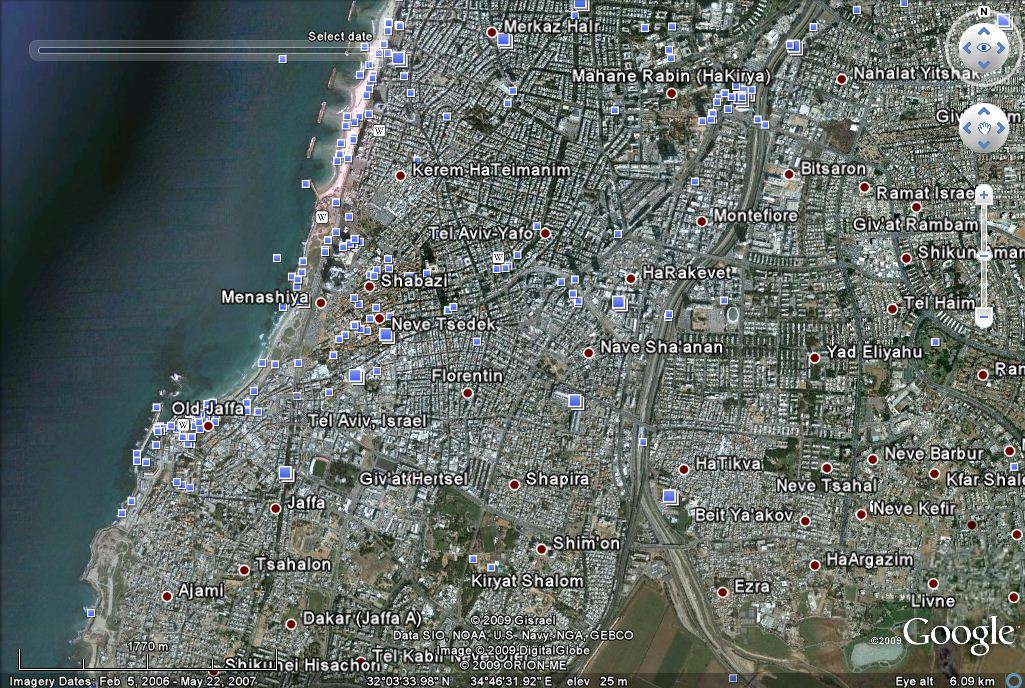 Select date
N
Merkaz HaIr
Mahane Rabin (HaKirya)
Nahalat Yitshak
W
Kerem HaTeimanim
Bitsaron
Ramat Israe
Giv'at Rambam
W
Montefiore
Tel Aviv-Yafo
W
HaRakevet
Shabazi
Menashiya
Tel Haim
Neve Tsedek
Nave Sha'anan
Yad Eliyahu
Florentin
Old Jaffa
W
Tel Aviv, Israel
Neve Barbur
HaTikva
Giv'at Hertsel
Shapira
Neve Tsahal
Jaffa
Beit Ya'akov
Neve Kefir
Shim'on
Tsahalon
HaArgazim
Kiryat Shalom
Ajami
Ezra
Livne
Dakar (Jaffa A)
© 2009 Gisrael
Data SIO, NOAA, U.S. Navy, NGA, GEBCO
Image © 2009 DigitalGlobe
© 2009 ORION-ME
©2009 Google
1770 m
Tel Kabir
Imagery Dates: Feb 5, 2006 - May 22, 2007
32°03'33.98" N 34°46'31.92" E elev 25 m
Eye alt 6.09 km